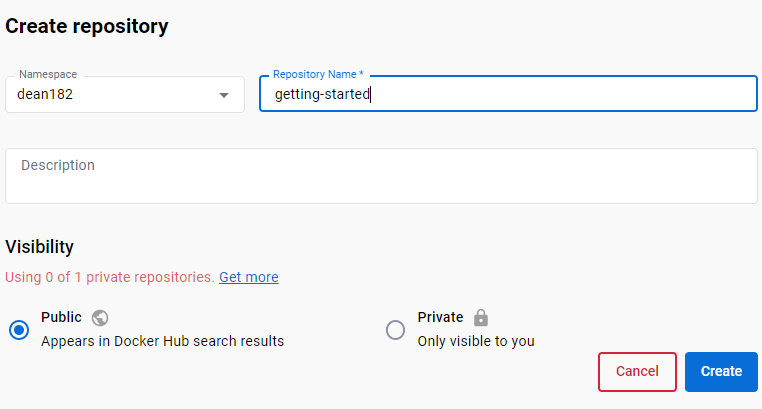 Create repository
Namespace
dean182
Repository Name *
getting-started
Description
Visibility
Using 0 of 1 private repositories. Get more
Public
Appears in Docker Hub search results
Private
Only visible to you
Cancel
Create